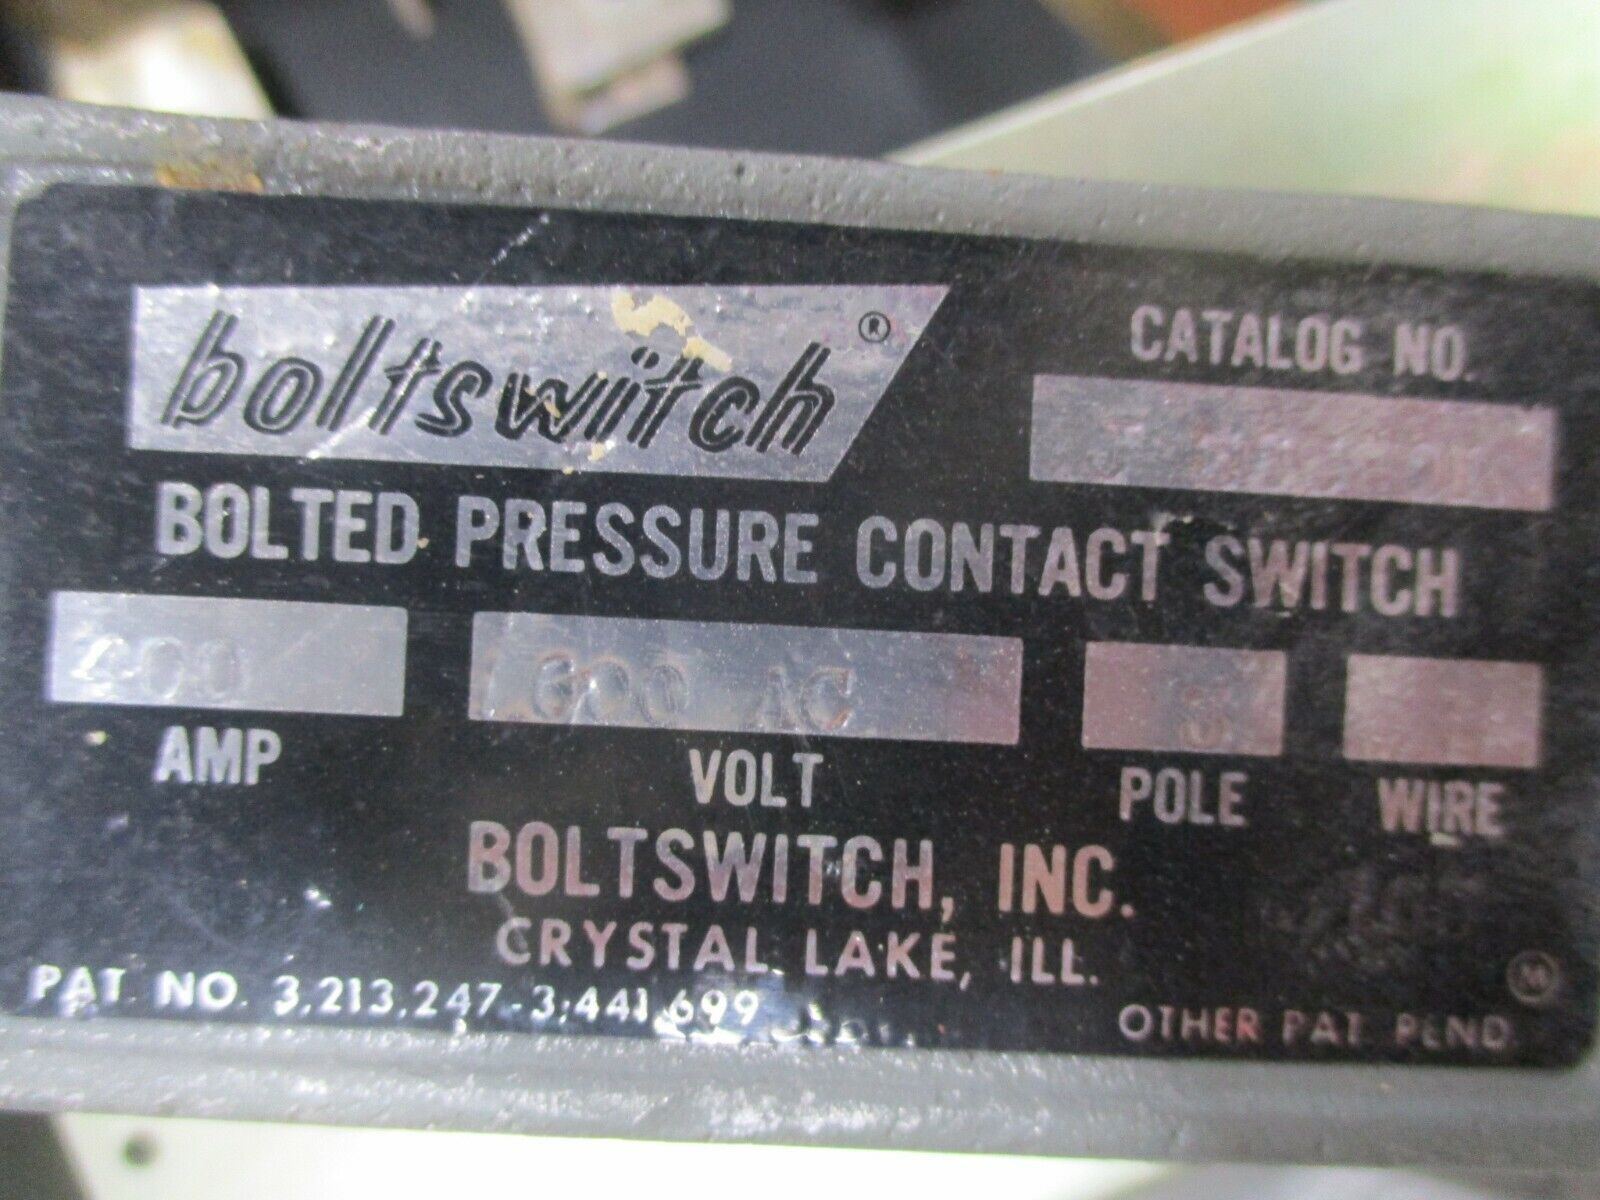 boltswitch ®
CATALOG NO.
BOLTED PRESSURE CONTACT SWITCH
400 600 AC 3
AMP VOLT POLE WIRE
BOLTSWITCH, INC.
CRYSTAL LAKE, ILL.
PAT. NO. 3,213,247-3,441,699
OTHER PAT. PEND.